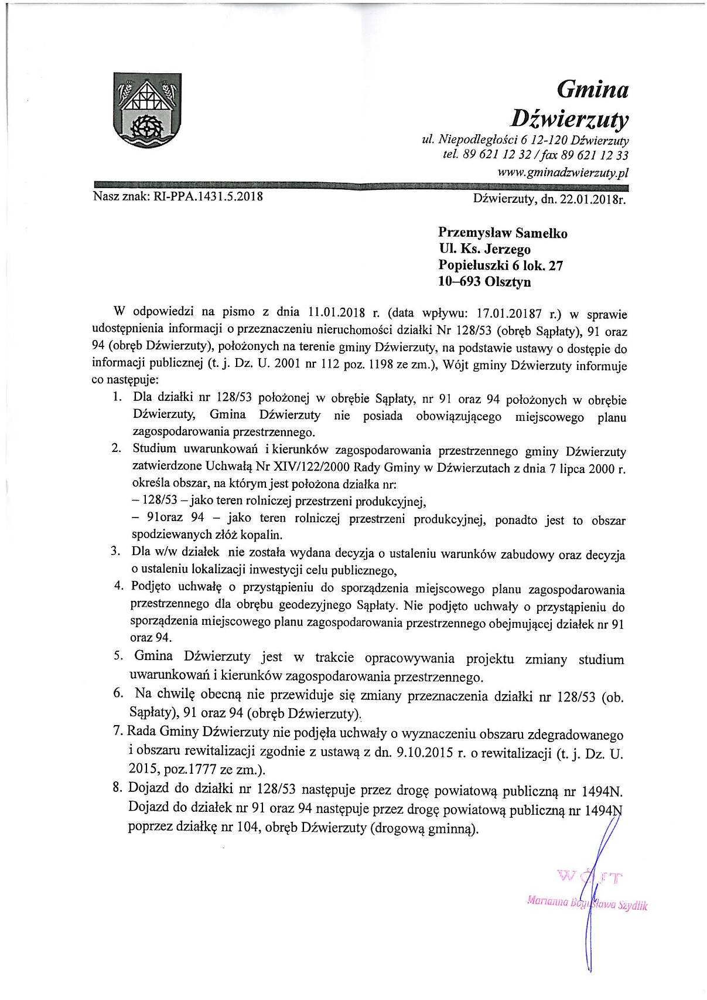 Gmina
Dźwierzuty
ul. Niepodległości 6 12-120 Dźwierzuty
tel. 89 621 12 32 / fax 89 621 12 33
www.gminadzwierzuty.pl
Nasz znak: RI-PPA.1431.5.2018
Dźwierzuty, dn. 22.01.2018r.
Przemysław Samełko
Ul. Ks. Jerzego
Popiełuszki 6 lok. 27
10–693 Olsztyn
W odpowiedzi na pismo z dnia 11.01.2018 r. (data wpływu: 17.01.20187 r.) w sprawie
udostępnienia informacji o przeznaczeniu nieruchomości działki Nr 128/53 (obręb Sąpłaty), 91 oraz
94 (obręb Dźwierzuty), położonych na terenie gminy Dźwierzuty, na podstawie ustawy o dostępie do
informacji publicznej (t. j. Dz. U. 2001 nr 112 poz. 1198 ze zm.), Wójt gminy Dźwierzuty informuje
co następuje:
1. Dla działki nr 128/53 położonej w obrębie Sąpłaty, nr 91 oraz 94 położonych w obrębie
Dźwierzuty, Gmina Dźwierzuty nie posiada obowiązującego miejscowego planu
zagospodarowania przestrzennego.
2. Studium uwarunkowań i kierunków zagospodarowania przestrzennego gminy Dźwierzuty
zatwierdzone Uchwałą Nr XIV/122/2000 Rady Gminy w Dźwierzutach z dnia 7 lipca 2000 r.
określa obszar, na którym jest położona działka nr:
– 128/53 – jako teren rolniczej przestrzeni produkcyjnej,
– 91oraz 94 – jako teren rolniczej przestrzeni produkcyjnej, ponadto jest to obszar
spodziewanych złóż kopalin.
3. Dla w/w działek nie została wydana decyzja o ustaleniu warunków zabudowy oraz decyzja
o ustaleniu lokalizacji inwestycji celu publicznego,
4. Podjęto uchwałę o przystąpieniu do sporządzenia miejscowego planu zagospodarowania
przestrzennego dla obrębu geodezyjnego Sąpłaty. Nie podjęto uchwały o przystąpieniu do
sporządzenia miejscowego planu zagospodarowania przestrzennego obejmującej działek nr 91
oraz 94.
5. Gmina Dźwierzuty jest w trakcie opracowywania projektu zmiany studium
uwarunkowań i kierunków zagospodarowania przestrzennego.
6. Na chwilę obecną nie przewiduje się zmiany przeznaczenia działki nr 128/53 (ob.
Sąpłaty), 91 oraz 94 (obręb Dźwierzuty).
7. Rada Gminy Dźwierzuty nie podjęła uchwały o wyznaczeniu obszaru zdegradowanego
i obszaru rewitalizacji zgodnie z ustawą z dn. 9.10.2015 r. o rewitalizacji (t. j. Dz. U.
2015, poz.1777 ze zm.).
8. Dojazd do działki nr 128/53 następuje przez drogę powiatową publiczną nr 1494N.
Dojazd do działek nr 91 oraz 94 następuje przez drogę powiatową publiczną nr 1494N
poprzez działkę nr 104, obręb Dźwierzuty (drogową gminną).
WÓJT
Marianna Bogusława Szydlik